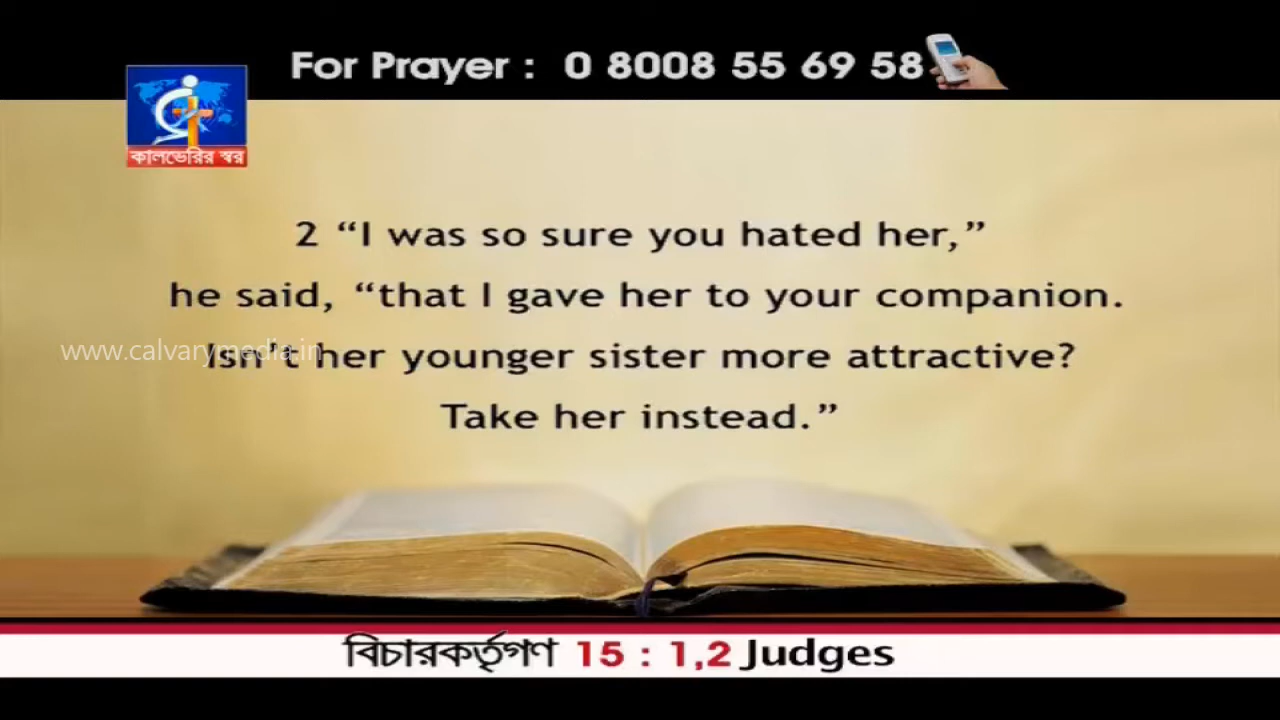 For Prayer : 0 8008 55 69 58
কালভেরির স্বর
2 “I was so sure you hated her,”
he said, “that I gave her to your companion.
www.calvarymedia.in
Isn’t her younger sister more attractive?
Take her instead.”
বিচারকর্তৃগণ 15 : 1,2 Judges